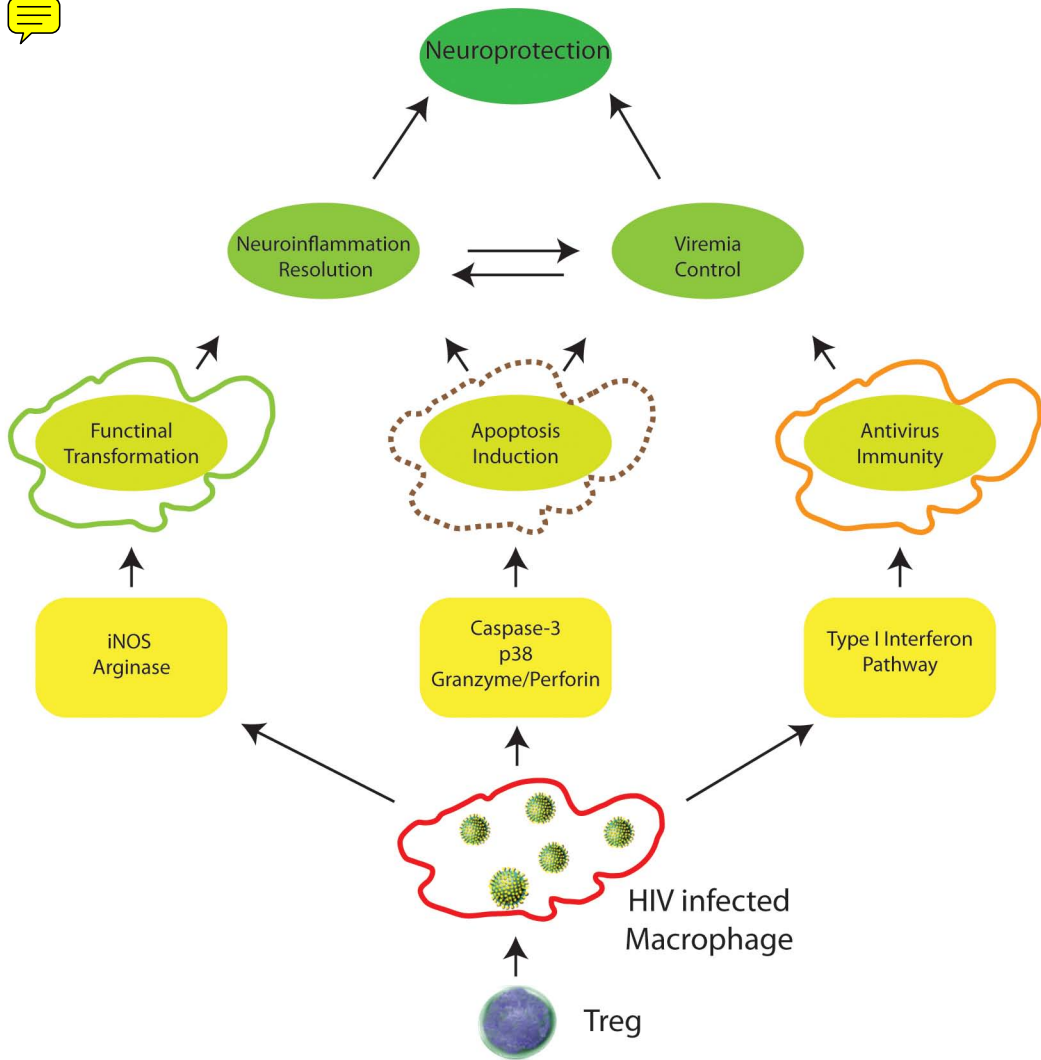 Neuroprotection
Neuroinflammation
Resolution
Viremia
Control
Functinal
Transformation
Apoptosis
Induction
Antivirus
Immunity
iNOS
Arginase
Caspase-3
p38
Granzyme/Perforin
Type I Interferon
Pathway
HIV infected
Macrophage
Treg